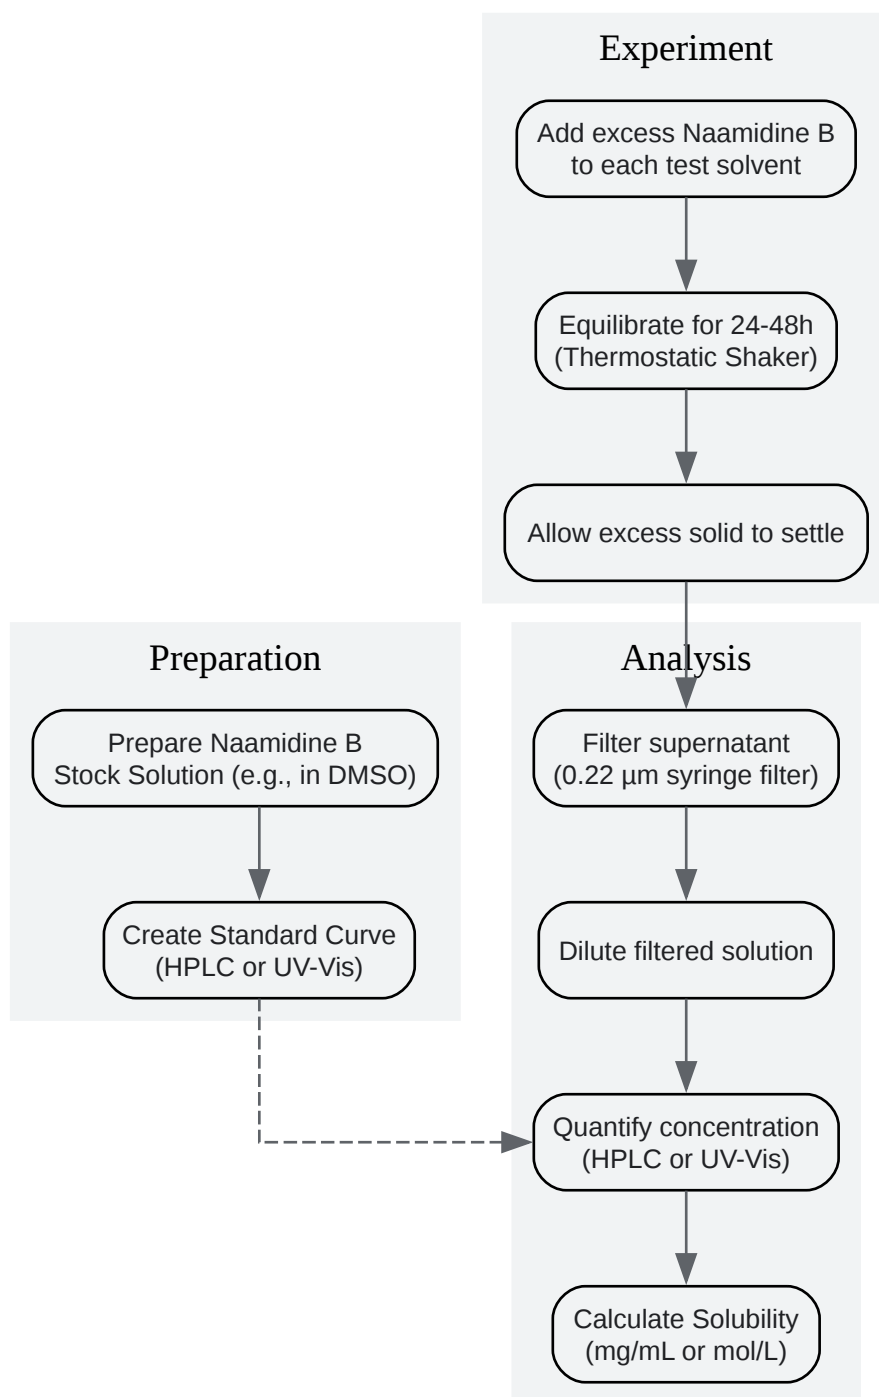 Experiment
Add excess Naamidine B
to each test solvent
Equilibrate for 24-48h
(Thermostatic Shaker)
Allow excess solid to settle
Preparation
Prepare Naamidine B
Stock Solution (e.g., in DMSO)
Create Standard Curve
(HPLC or UV-Vis)
Analysis
Filter supernatant
(0.22 µm syringe filter)
Dilute filtered solution
Quantify concentration
(HPLC or UV-Vis)
Calculate Solubility
(mg/mL or mol/L)